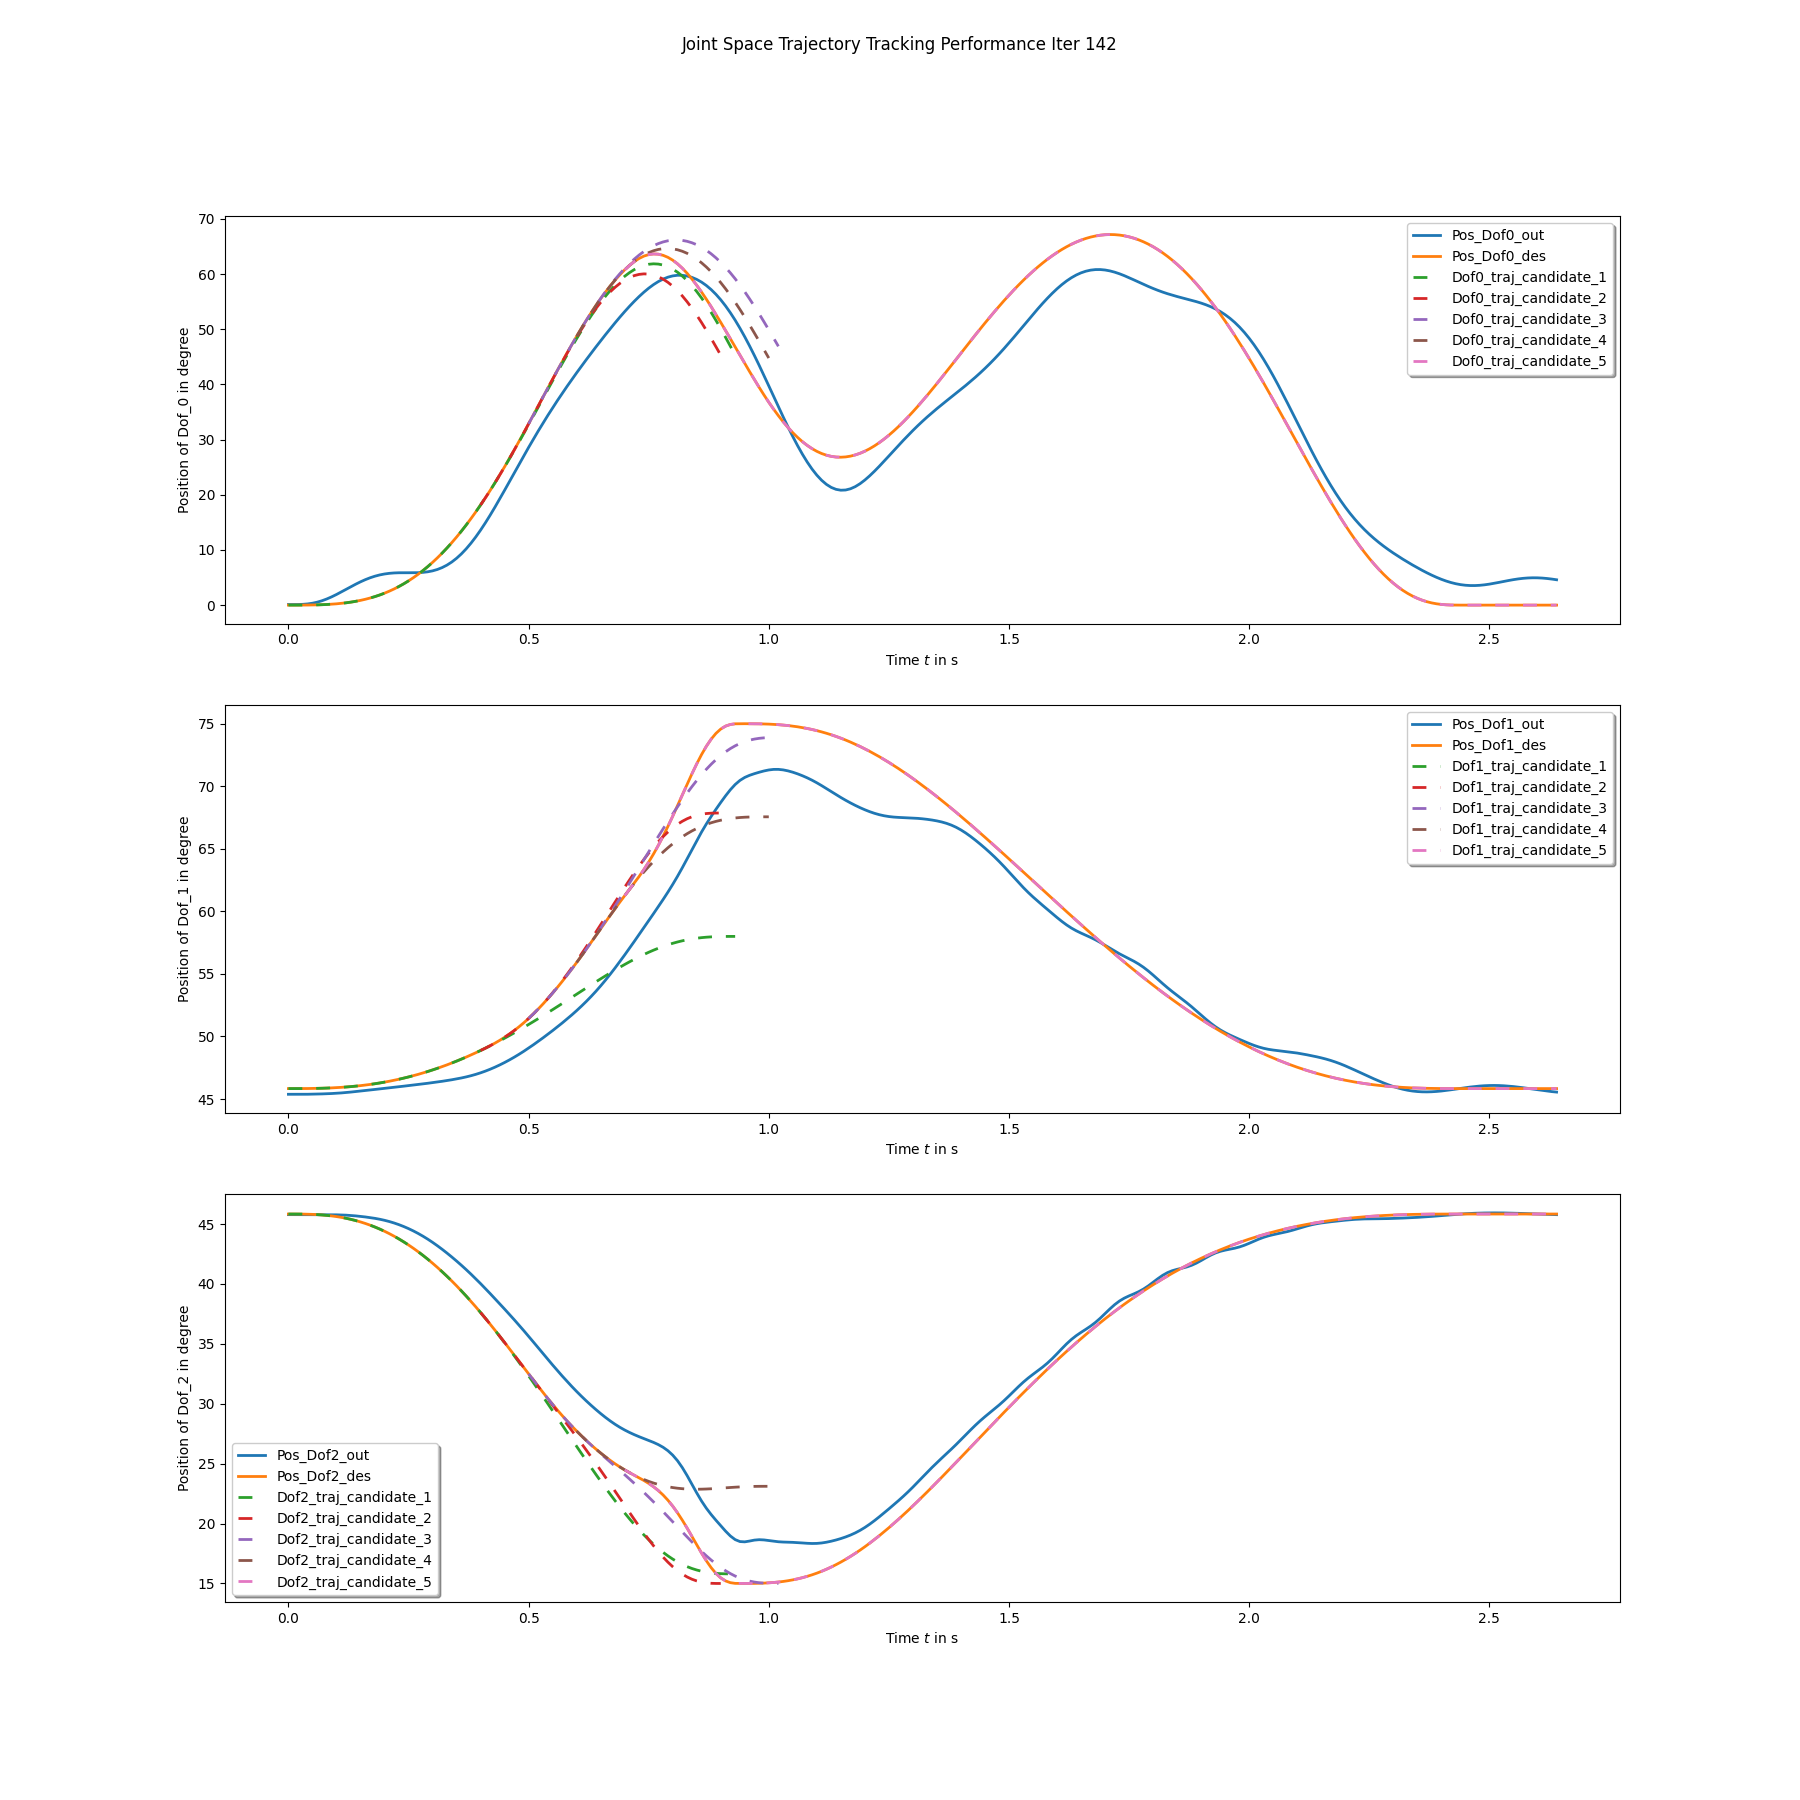 Joint Space Trajectory Tracking Performance Iter 142
70
60
50
40
30
20
10
0
Position of Dof_0 in degree
0.0 0.5 1.0 1.5 2.0 2.5
Time t in s
Pos_Dof0_out
Pos_Dof0_des
Dof0_traj_candidate_1
Dof0_traj_candidate_2
Dof0_traj_candidate_3
Dof0_traj_candidate_4
Dof0_traj_candidate_5
75
70
65
60
55
50
45
Position of Dof_1 in degree
0.0 0.5 1.0 1.5 2.0 2.5
Time t in s
Pos_Dof1_out
Pos_Dof1_des
Dof1_traj_candidate_1
Dof1_traj_candidate_2
Dof1_traj_candidate_3
Dof1_traj_candidate_4
Dof1_traj_candidate_5
45
40
35
30
25
20
15
Position of Dof_2 in degree
0.0 0.5 1.0 1.5 2.0 2.5
Time t in s
Pos_Dof2_out
Pos_Dof2_des
Dof2_traj_candidate_1
Dof2_traj_candidate_2
Dof2_traj_candidate_3
Dof2_traj_candidate_4
Dof2_traj_candidate_5